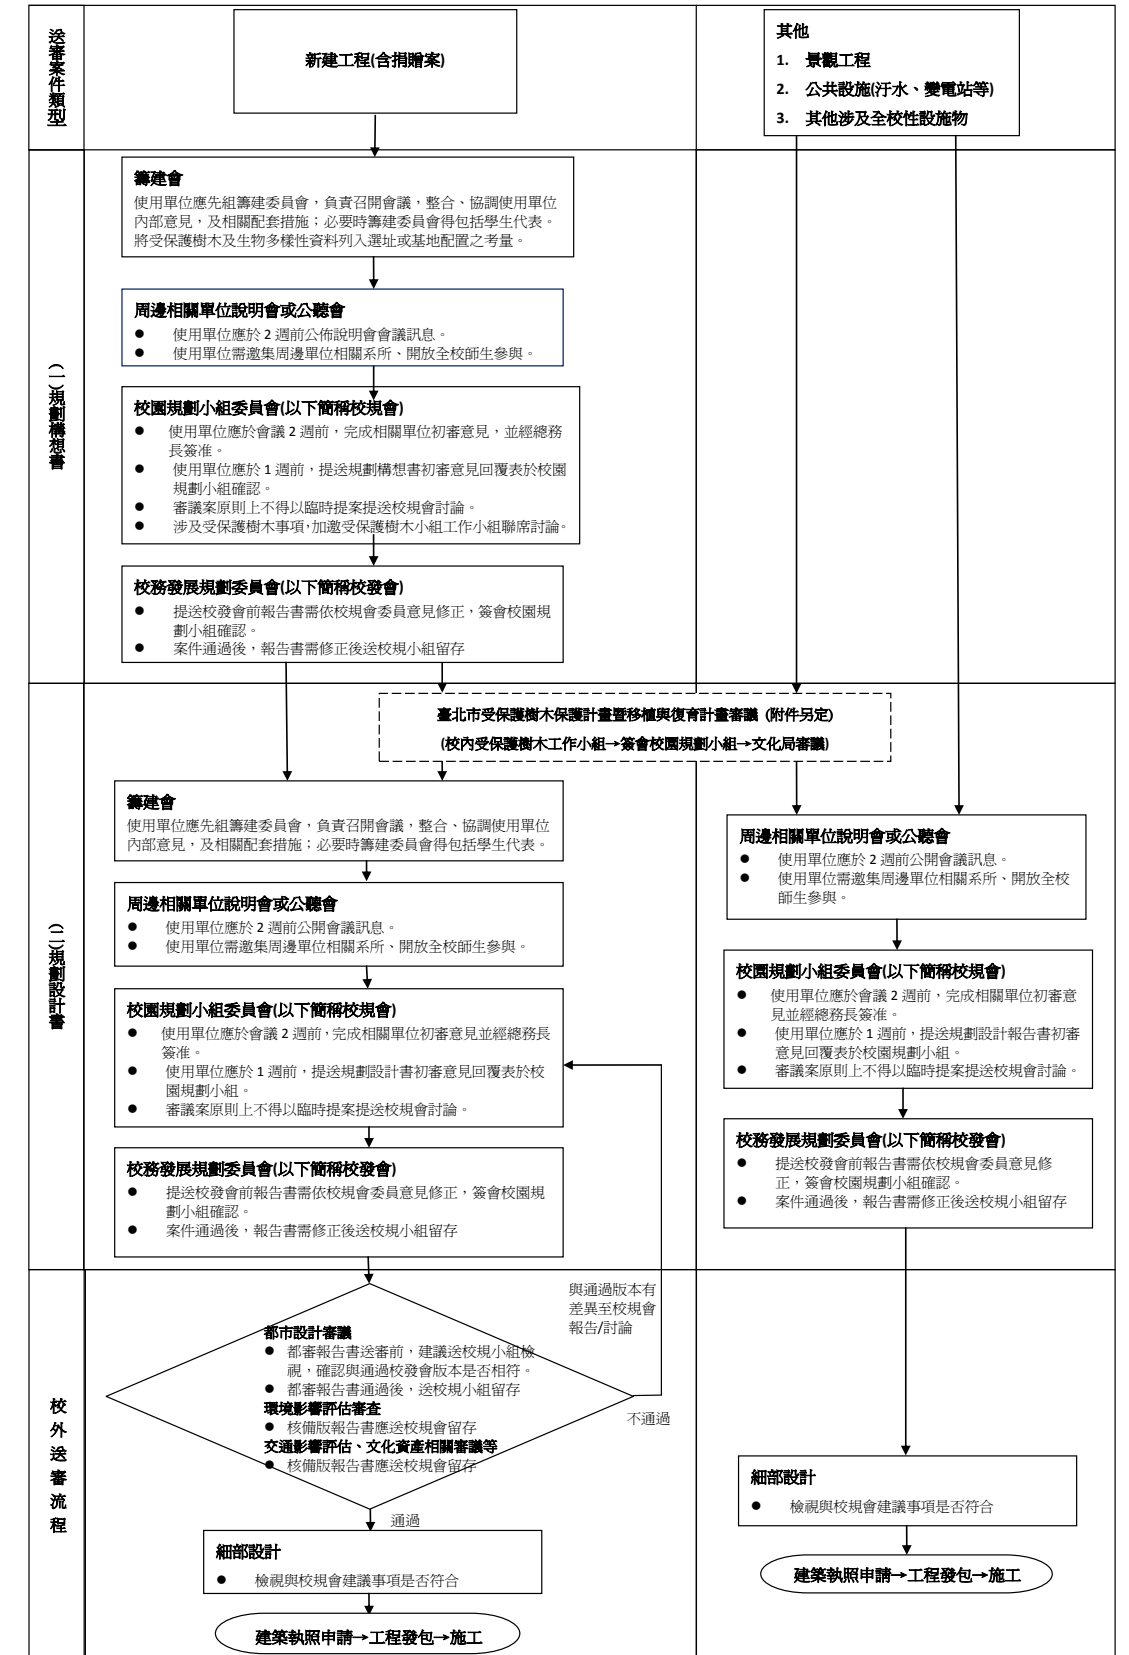 送審案件類型
新建工程(含捐贈案)
其他
1. 景觀工程
2. 公共設施(汙水、變電站等)
3. 其他涉及全校性設施物
(一)規劃構想書
籌建會
使用單位應先組籌建委員會，負責召開會議，整合、協調使用單位
內部意見，及相關配套措施；必要時籌建委員會得包括學生代表。
將受保護樹木及生物多樣性資料列入選址或基地配置之考量。
周邊相關單位說明會或公聽會
● 使用單位應於 2 週前公佈說明會會議訊息。
● 使用單位需邀集周邊單位相關系所、開放全校師生參與。
校園規劃小組委員會(以下簡稱校規會)
● 使用單位應於會議 2 週前，完成相關單位初審意見，並經總務
長簽准。
● 使用單位應於 1 週前，提送規劃構想書初審意見回覆表於校園
規劃小組確認。
● 審議案原則上不得以臨時提案提送校規會討論。
● 涉及受保護樹木事項，加邀受保護樹木小組工作小組聯席討論。
校務發展規劃委員會(以下簡稱校發會)
● 提送校發會前報告書需依校規會委員意見修正，簽會校園規
劃小組確認。
● 案件通過後，報告書需修正後送校規小組留存
(二)規劃設計書
臺北市受保護樹木保護計畫暨移植與復育計畫審議 (附件另定)
(校內受保護樹木工作小組→簽會校園規劃小組→文化局審議)
籌建會
使用單位應先組籌建委員會，負責召開會議，整合、協調使用單位
內部意見，及相關配套措施；必要時籌建委員會得包括學生代表。
周邊相關單位說明會或公聽會
● 使用單位應於 2 週前公開會議訊息。
● 使用單位需邀集周邊單位相關系所、開放全校師生參與。
校園規劃小組委員會(以下簡稱校規會)
● 使用單位應於會議 2 週前，完成相關單位初審意見並經總務長
簽准。
● 使用單位應於 1 週前，提送規劃設計書初審意見回覆表於校
園規劃小組。
● 審議案原則上不得以臨時提案提送校規會討論。
校務發展規劃委員會(以下簡稱校發會)
● 提送校發會前報告書需依校規會委員意見修正，簽會校園規
劃小組確認。
● 案件通過後，報告書需修正後送校規小組留存
周邊相關單位說明會或公聽會
● 使用單位應於 2 週前公開會議訊息。
● 使用單位需邀集周邊單位相關系所、開放全校
師生參與。
校園規劃小組委員會(以下簡稱校規會)
● 使用單位應於會議 2 週前，完成相關單位初審意
見並經總務長簽准。
● 使用單位應於 1 週前，提送規劃設計報告書初審
意見回覆表於校園規劃小組。
● 審議案原則上不得以臨時提案提送校規會討論。
校務發展規劃委員會(以下簡稱校發會)
● 提送校發會前報告書需依校規會委員意見修
正，簽會校園規劃小組確認。
● 案件通過後，報告書需修正後送校規小組留存
校外送審流程
與通過版本有
差異至校規會
報告/討論
都市設計審議
● 都審報告書送審前，建議送校規小組檢
視，確認與通過校發會版本是否相符。
● 都審報告書通過後，送校規小組留存
環境影響評估審查
● 核備版報告書應送校規會留存
交通影響評估、文化資產相關審議等
● 核備版報告書應送校規會留存
不通過
通過
細部設計
● 檢視與校規會建議事項是否符合
建築執照申請→工程發包→施工
細部設計
● 檢視與校規會建議事項是否符合
建築執照申請→工程發包→施工